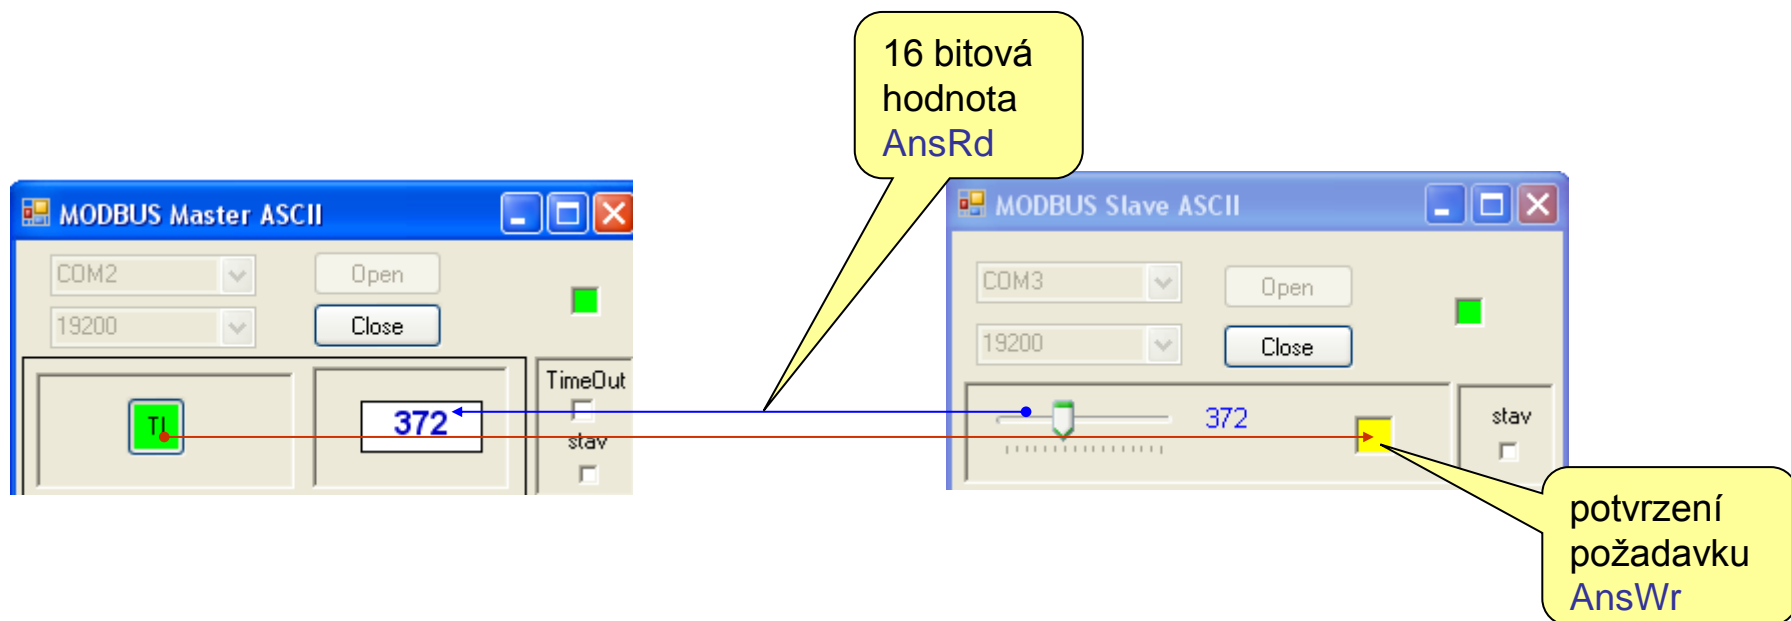 16 bitová
hodnota
AnsRd
MODBUS Master ASCII
COM2
Open
19200
Close
TimeOut
TI
372
stav
MODBUS Slave ASCII
COM3
Open
19200
Close
372
stav
potvrzení
požadavku
AnsWr